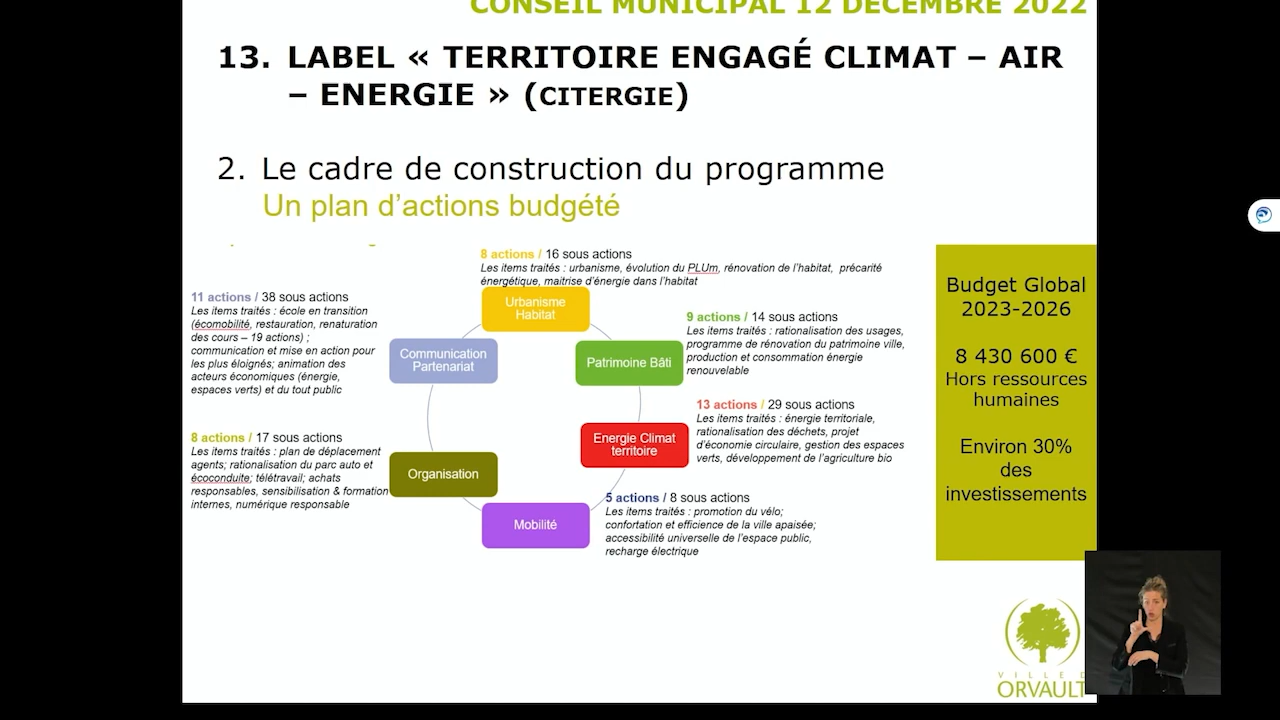 CONSEIL MUNICIPAL 12 DECEMBRE 2022
13. LABEL « TERRITOIRE ENGAGÉ CLIMAT – AIR
– ENERGIE » (CITERGIE)
2. Le cadre de construction du programme
Un plan d'actions budgété
8 actions / 16 sous actions
Les items traités : urbanisme, évolution du PLUm, rénovation de l'habitat, précarité
énergétique, maitrise d'énergie dans l'habitat
Urbanisme
Habitat
9 actions / 14 sous actions
Les items traités : rationalisation des usages,
programme de rénovation du patrimoine ville,
production et consommation énergie
renouvelable
Patrimoine Bâti
13 actions / 29 sous actions
Les items traités : énergie territoriale,
rationalisation des déchets, projet
d'économie circulaire, gestion des espaces
verts, développement de l'agriculture bio
Energie Climat
territoire
5 actions / 8 sous actions
Les items traités : promotion du vélo;
confortation et efficience de la ville apaisée;
accessibilité universelle de l'espace public,
recharge électrique
Mobilité
8 actions / 17 sous actions
Les items traités : plan de déplacement
agents; rationalisation du parc auto et
écoconduite; télétravail; achats
responsables, sensibilisation & formation
internes, numérique responsable
Organisation
11 actions / 38 sous actions
Les items traités : école en transition
(écomobilité, restauration, renaturation
des cours – 19 actions) ;
communication et mise en action pour
les plus éloignés; animation des
acteurs économiques (énergie,
espaces verts) et du tout public
Communication
Partenariat
Budget Global
2023-2026
8 430 600 €
Hors ressources
humaines
Environ 30%
des
investissements
VILLE D
ORVAULT